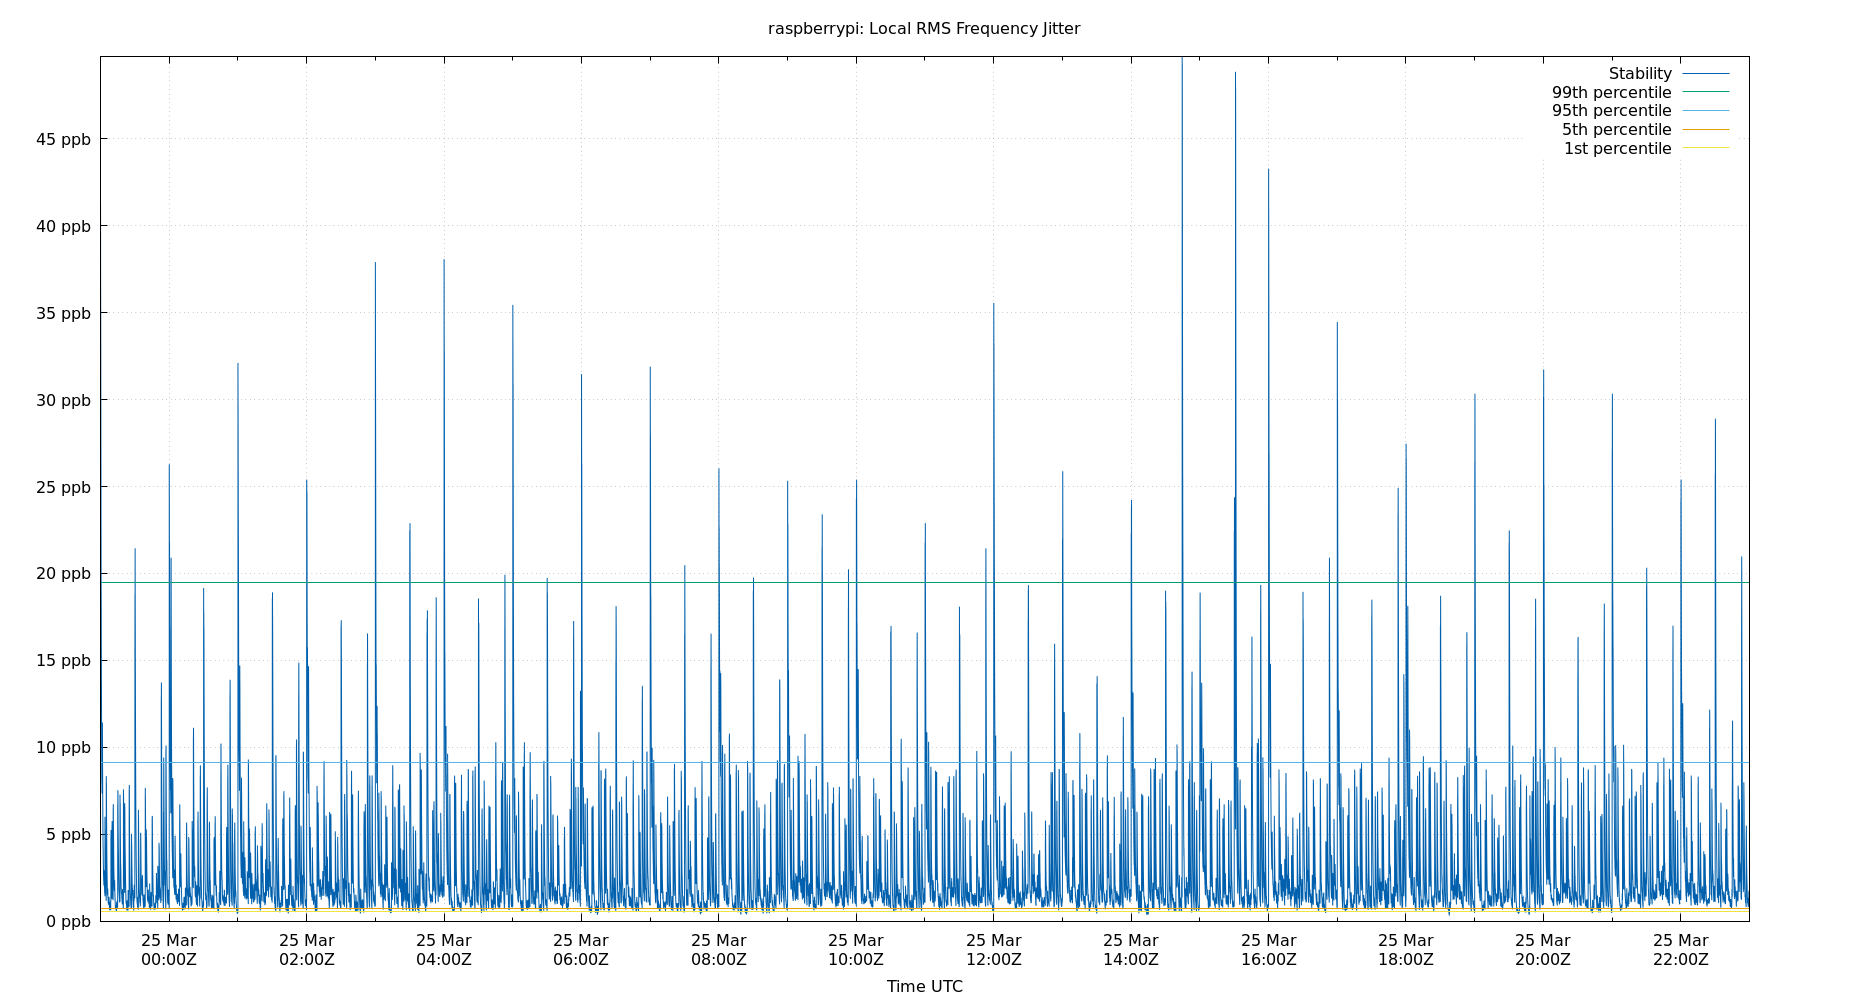 raspberrypi: Local RMS Frequency Jitter
Stability
99th percentile
95th percentile
5th percentile
1st percentile
45 ppb
40 ppb
35 ppb
30 ppb
25 ppb
20 ppb
15 ppb
10 ppb
5 ppb
0 ppb
25 Mar 25 Mar 25 Mar 25 Mar 25 Mar 25 Mar 25 Mar 25 Mar 25 Mar 25 Mar 25 Mar 25 Mar
00:00Z 02:00Z 04:00Z 06:00Z 08:00Z 10:00Z 12:00Z 14:00Z 16:00Z 18:00Z 20:00Z 22:00Z
Time UTC